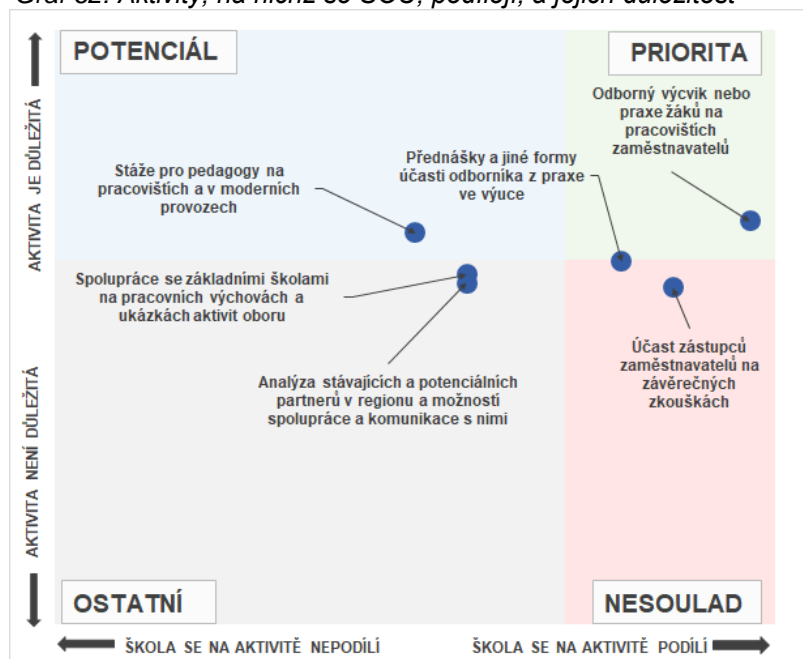 Graf č2: Aktivity, na nichž se SOŠ, podílejí, a jejich důležitost
POTENCIÁL
PRIORITA
AKTIVITA JE DŮLEŽITÁ
Odborný výcvik nebo
praxe žáků na
pracovištích
zaměstnavatelů
Přednášky a jiné formy
účasti odborníka z praxe
ve výuce
Stáže pro pedagogy na
pracovištích a v moderních
provozech
Spolupráce se základními školami
na pracovních výchovách a
ukázkách aktivit oboru
Účast zástupců
zaměstnavatelů na
závěrečných
zkouškách
Analýza stávajících a potenciálních
partnerů v regionu a možností
spolupráce a komunikace s nimi
AKTIVITA NENÍ DŮLEŽITÁ
OSTATNÍ
NESOULAD
ŠKOLA SE NA AKTIVITĚ NEPODÍLÍ
ŠKOLA SE NA AKTIVITĚ PODÍLÍ